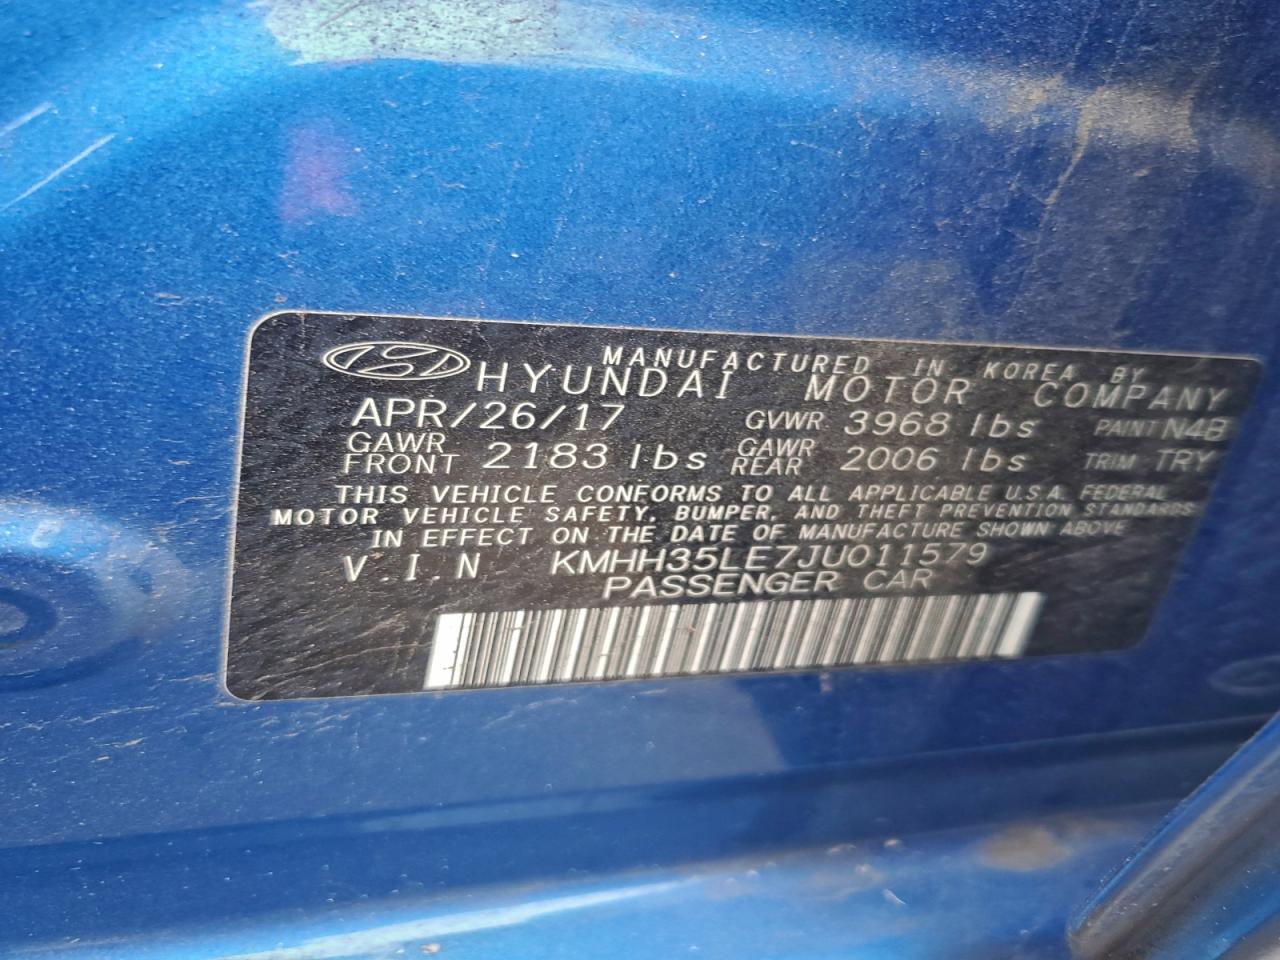 MANUFACTURED IN KOREA BY
HYUNDAI MOTOR COMPANY
APR/26/17 GVWR 3968 lbs PAINT N4B
GAWR FRONT 2183 lbs GAWR REAR 2006 lbs TRIM TRY
THIS VEHICLE CONFORMS TO ALL APPLICABLE U.S.A. FEDERAL
MOTOR VEHICLE SAFETY, BUMPER, AND THEFT PREVENTION STANDARDS
IN EFFECT ON THE DATE OF MANUFACTURE SHOWN ABOVE
V.I.N KMHH35LE7JU011579
PASSENGER CAR